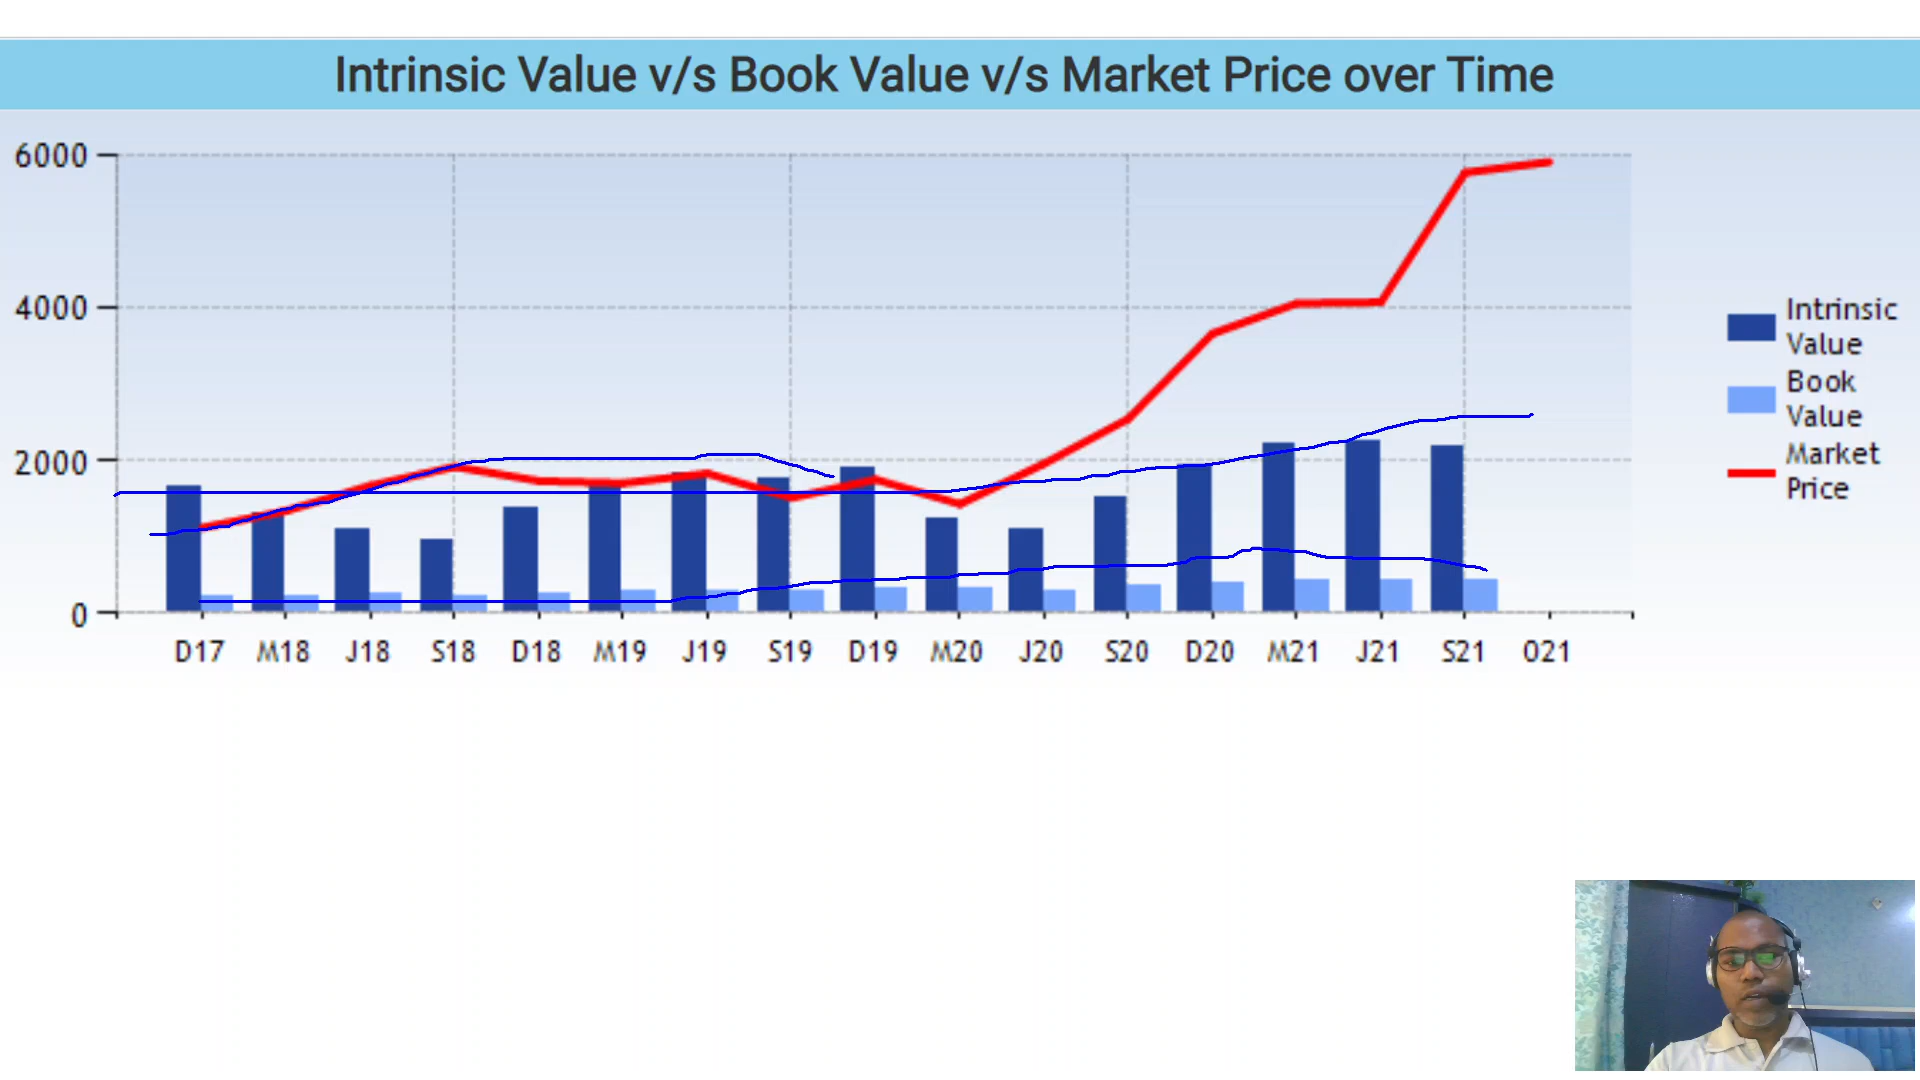 Intrinsic Value v/s Book Value v/s Market Price over Time
6000
4000
2000
0
D17 M18 J18 S18 D18 M19 J19 S19 D19 M20 J20 S20 D20 M21 J21 S21 O21
Intrinsic
Value
Book
Value
Market
Price